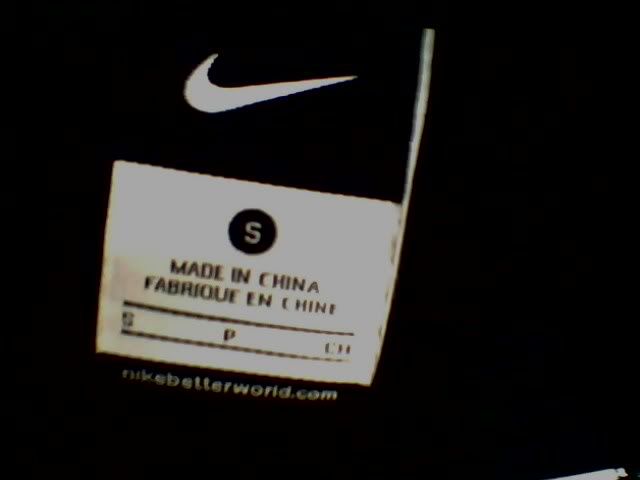 S
MADE IN CHINA
FABRIQUE EN CHINE
S P CH
nikebetterworld.com